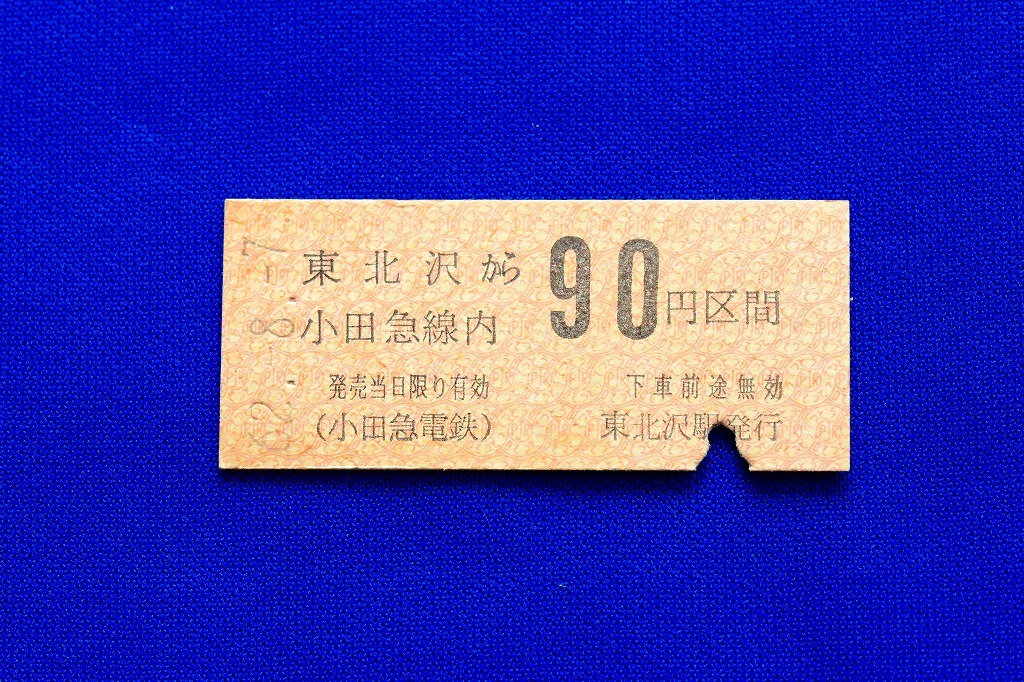 東北沢から 90円区間
小田急線内
発売当日限り有効 下車前途無効
(小田急電鉄) 東北沢駅発行
-8.-7